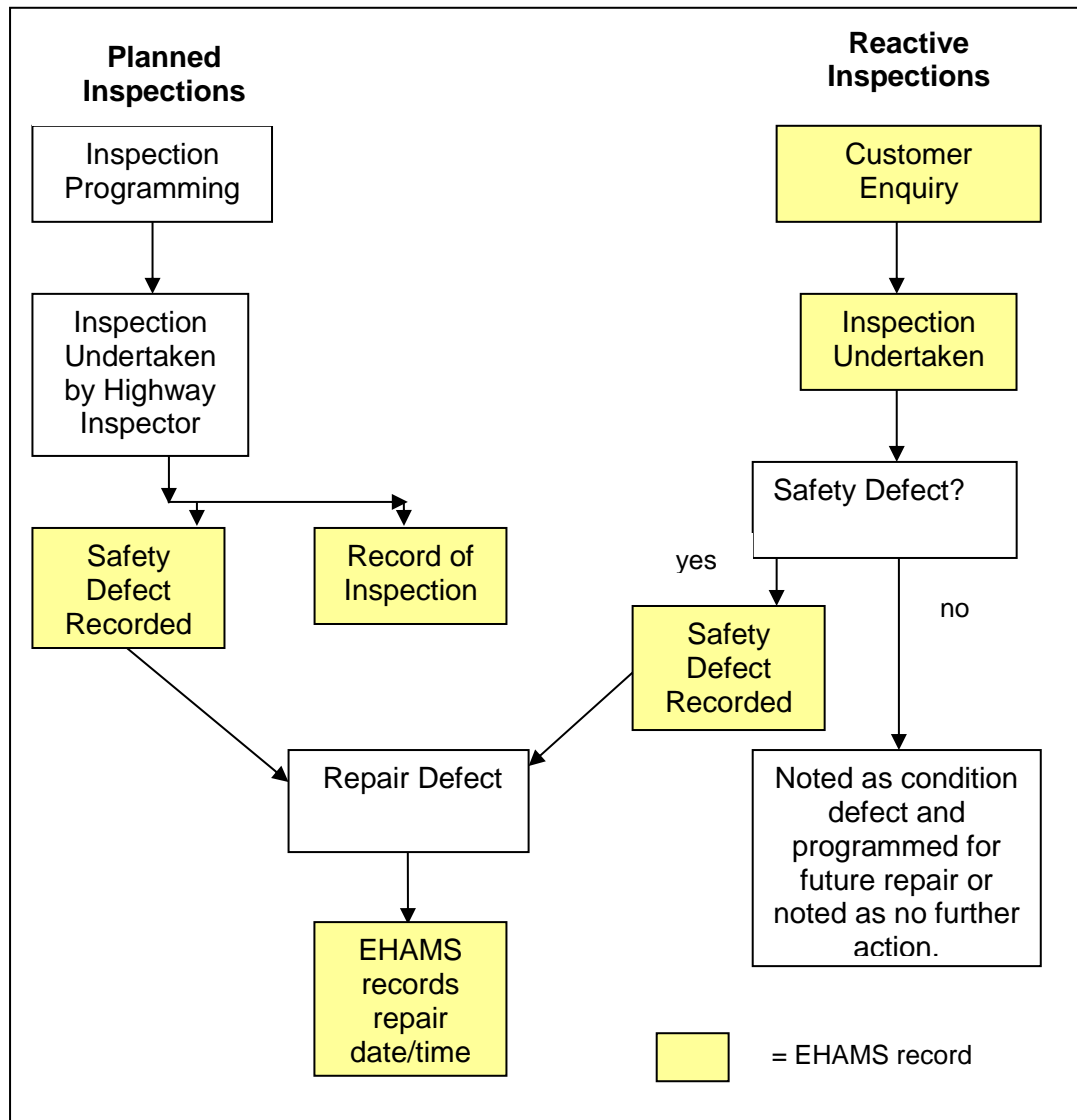 Planned
Inspections
Reactive
Inspections
Inspection
Programming
Customer
Enquiry
Inspection
Undertaken
by Highway
Inspector
Inspection
Undertaken
Safety Defect?
Safety
Defect
Recorded
Record of
Inspection
yes
no
Safety
Defect
Recorded
Repair Defect
Noted as condition
defect and
programmed for
future repair or
noted as no further
action.
EHAMS
records
repair
date/time
= EHAMS record